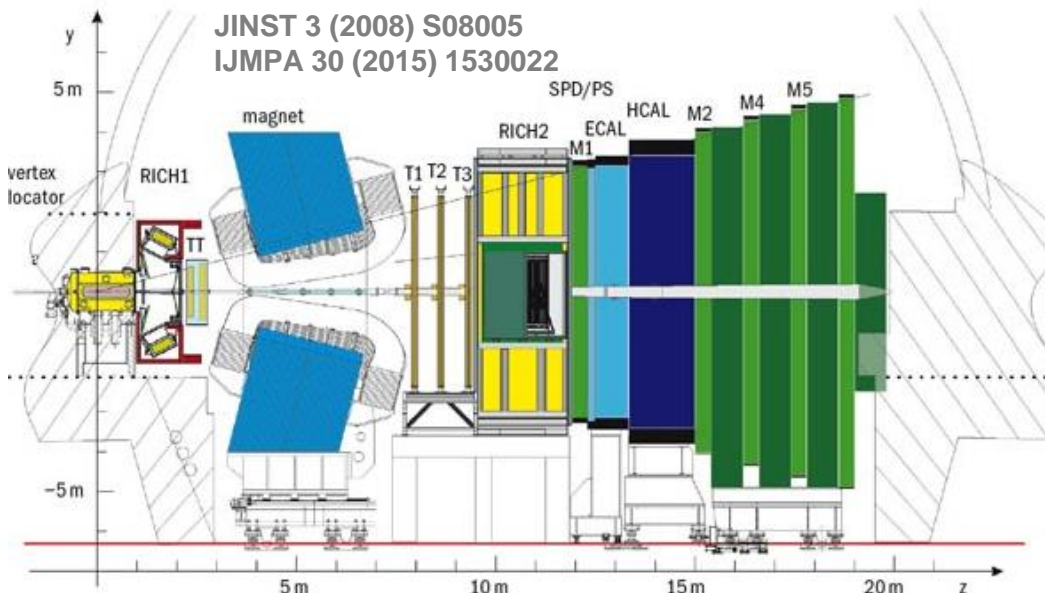 JINST 3 (2008) S08005
IJMPA 30 (2015) 1530022
y
5 m
SPD/PS
HCAL
M5
M4
M2
ECAL
magnet
RICH2
M1
T1 T2 T3
vertex
locator
RICH1
TT
−5 m
5 m
10 m
15 m
20 m
z